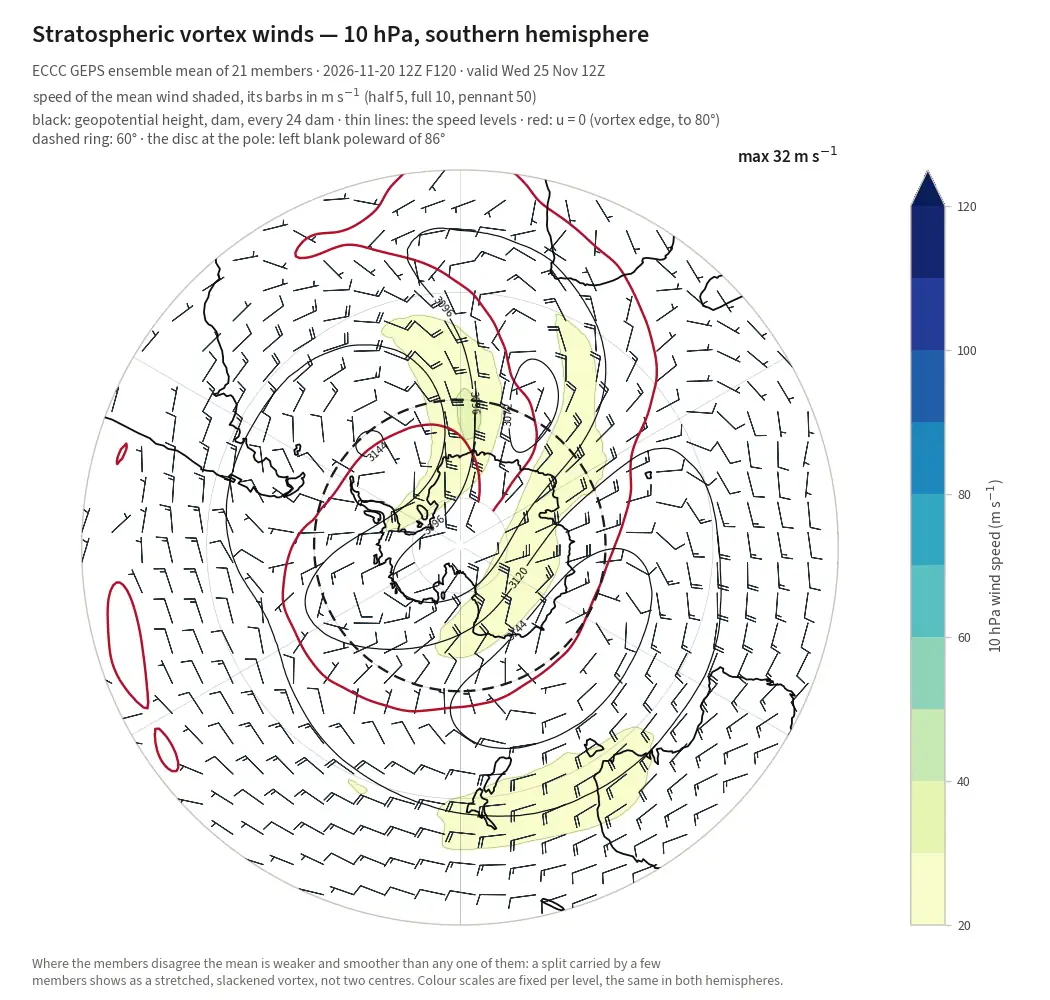 Stratospheric vortex winds — 10 hPa, southern hemisphere
ECCC GEPS ensemble mean of 21 members · 2026-11-20 12Z F120 · valid Wed 25 Nov 12Z
speed of the mean wind shaded, its barbs in m s⁻¹ (half 5, full 10, pennant 50)
black: geopotential height, dam, every 24 dam · thin lines: the speed levels · red: u = 0 (vortex edge, to 80°)
dashed ring: 60° · the disc at the pole: left blank poleward of 86°
max 32 m s⁻¹
120
100
80
60
40
20
10 hPa wind speed (m s⁻¹)
3096
3096
3144
3096
3120
3144
Where the members disagree the mean is weaker and smoother than any one of them: a split carried by a few
members shows as a stretched, slackened vortex, not two centres. Colour scales are fixed per level, the same in both hemispheres.